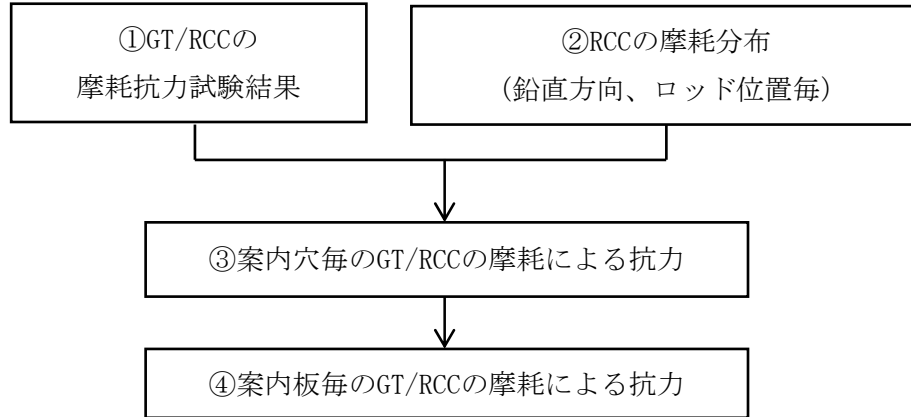 ①GT/RCCの
摩耗抗力試験結果
②RCCの摩耗分布
（鉛直方向、ロッド位置毎）
③案内穴毎のGT/RCCの摩耗による抗力
④案内板毎のGT/RCCの摩耗による抗力